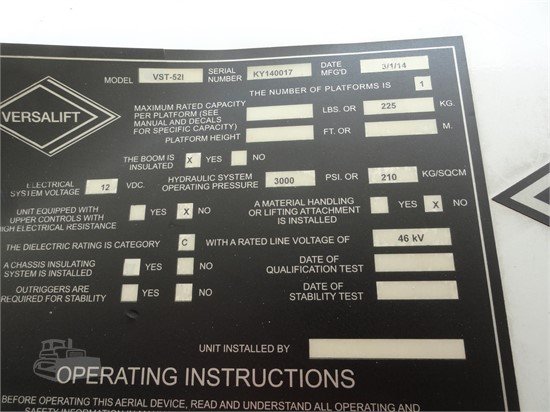 MODEL VST-52I SERIAL NUMBER KY140017 DATE MFG'D 3/1/14
VERSALIFT
THE NUMBER OF PLATFORMS IS 1
MAXIMUM RATED CAPACITY
PER PLATFORM (SEE LBS. OR 225 KG.
MANUAL AND DECALS
FOR SPECIFIC CAPACITY)
PLATFORM HEIGHT FT. OR M.
THE BOOM IS INSULATED X YES NO
ELECTRICAL SYSTEM VOLTAGE 12 VDC. HYDRAULIC SYSTEM OPERATING PRESSURE 3000 PSI. OR 210 KG/SQCM
UNIT EQUIPPED WITH
UPPER CONTROLS WITH YES X NO
HIGH ELECTRICAL RESISTANCE
A MATERIAL HANDLING
OR LIFTING ATTACHMENT YES X NO
IS INSTALLED
THE DIELECTRIC RATING IS CATEGORY C WITH A RATED LINE VOLTAGE OF 46 kV
A CHASSIS INSULATING
SYSTEM IS INSTALLED YES NO
DATE OF
QUALIFICATION TEST
OUTRIGGERS ARE
REQUIRED FOR STABILITY YES NO
DATE OF
STABILITY TEST
UNIT INSTALLED BY
OPERATING INSTRUCTIONS
BEFORE OPERATING THIS AERIAL DEVICE, READ AND UNDERSTAND ALL OPERATING AND
SAFETY INFORMATION IN